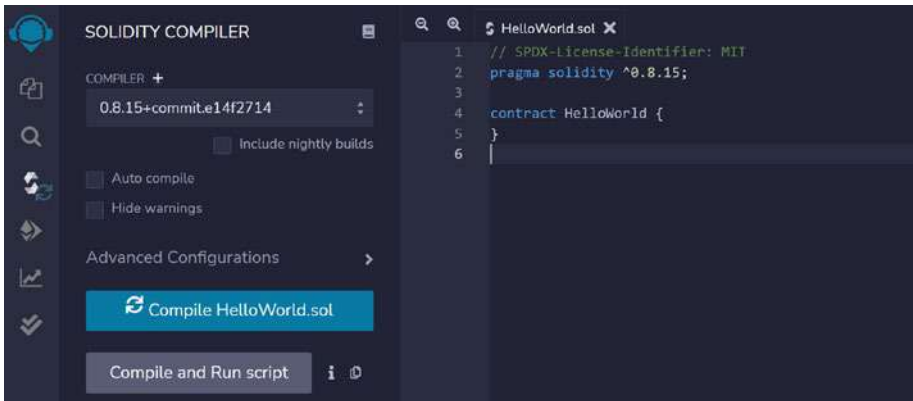 SOLIDITY COMPILER
COMPILER +
0.8.15+commit.e14f2714
Include nightly builds
Auto compile
Hide warnings
Advanced Configurations
Compile HelloWorld.sol
Compile and Run script
HelloWorld.sol
1 // SPDX-License-Identifier: MIT
2 pragma solidity ^0.8.15;
3
4 contract HelloWorld {
5 }
6